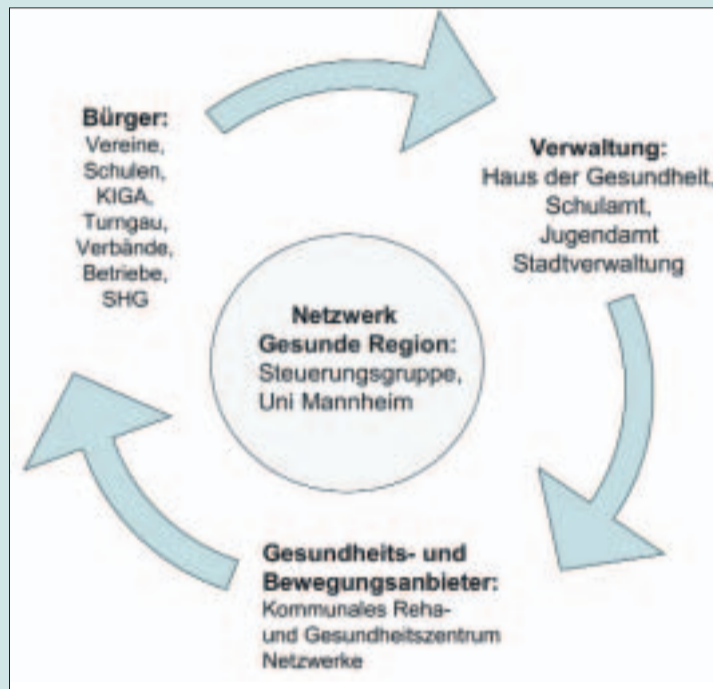 Bürger:
Vereine,
Schulen,
KIGA,
Turngau,
Verbände,
Betriebe,
SHG
Verwaltung:
Haus der Gesundheit,
Schulamt,
Jugendamt
Stadtverwaltung
Netzwerk
Gesunde Region:
Steuerungsgruppe,
Uni Mannheim
Gesundheits- und
Bewegungsanbieter:
Kommunales Reha-
und Gesundheitszentrum
Netzwerke